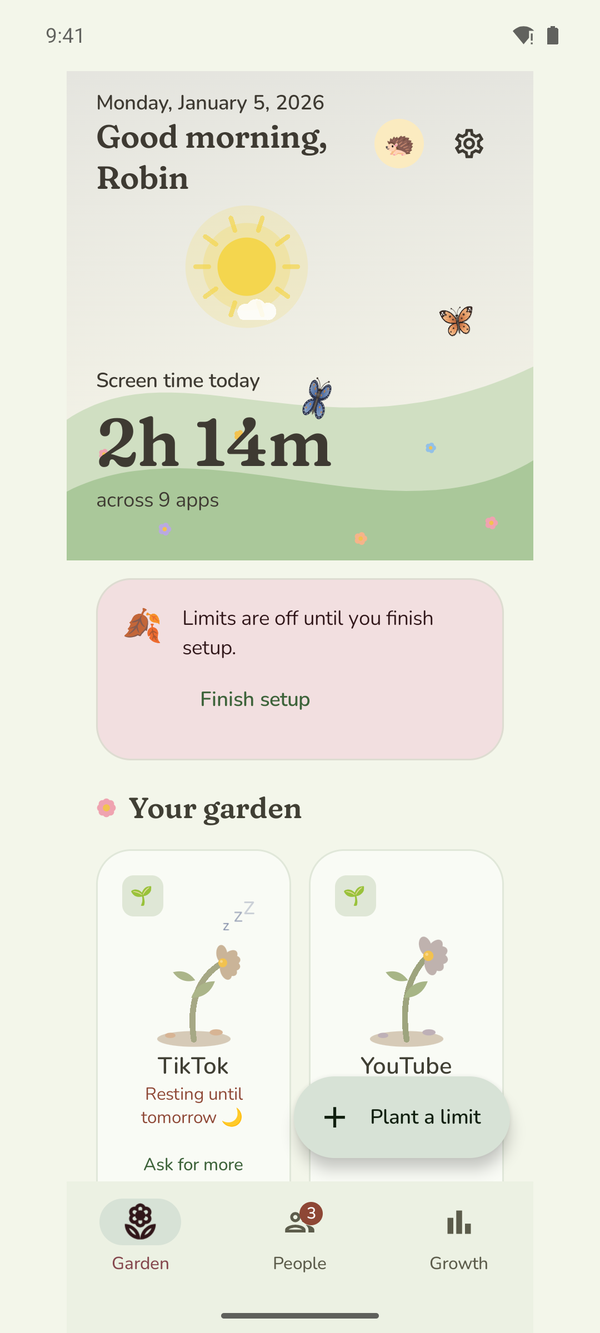 9:41
Monday, January 5, 2026
Good morning,
Robin
Screen time today
2h 14m
across 9 apps
Limits are off until you finish
setup.
Finish setup
Your garden
z z Z
TikTok
Resting until
tomorrow 🌙
Ask for more
YouTube
Plant a limit
Garden
3
People
Growth